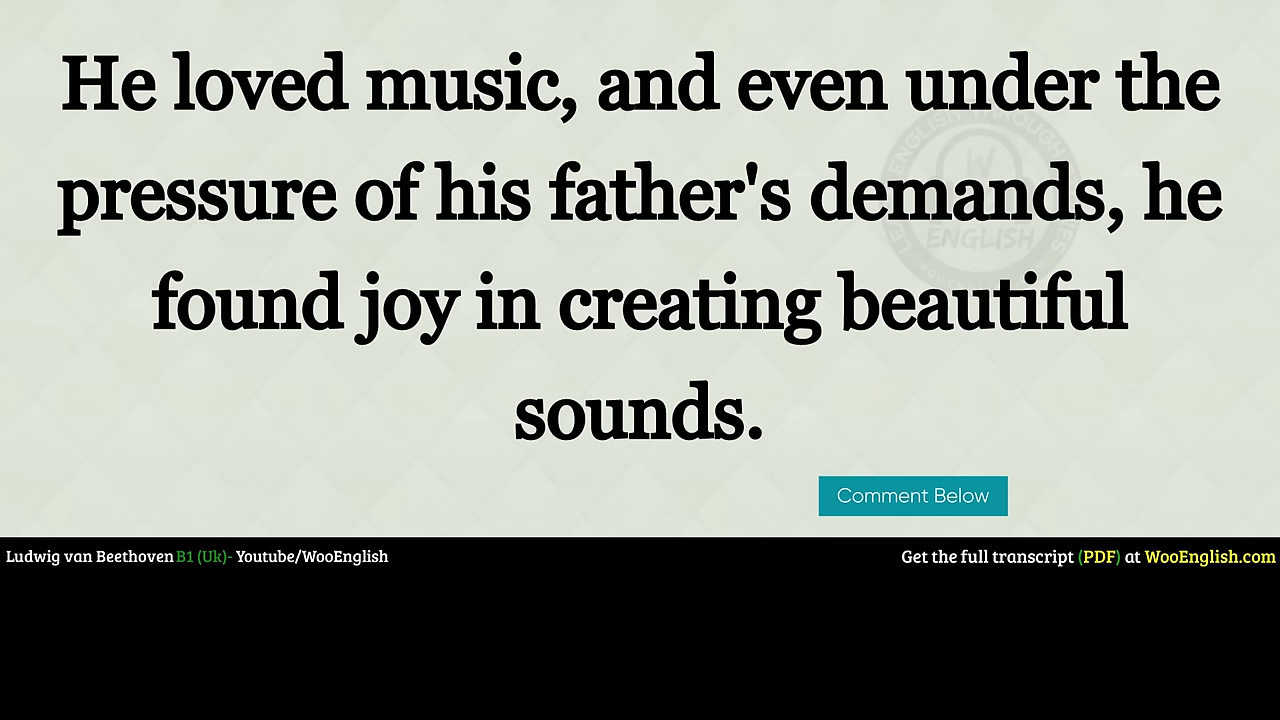 He loved music, and even under the
pressure of his father's demands, he
found joy in creating beautiful
sounds.
ENGLISH
Comment Below
Ludwig van Beethoven B1 (Uk)- Youtube/WooEnglish
Get the full transcript (PDF) at WooEnglish.com